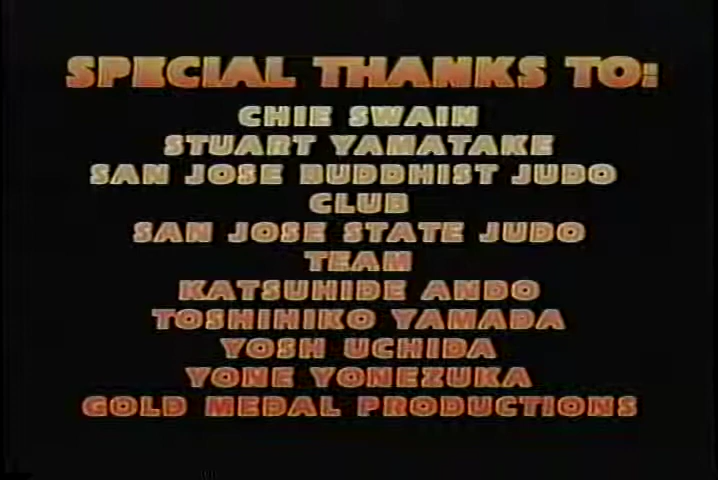 SPECIAL THANKS TO:
CHIE SWAIN
STUART YAMATAKE
SAN JOSE BUDDHIST JUDO
CLUB
SAN JOSE STATE JUDO
TEAM
KATSUHIDE ANDO
TOSHIHIKO YAMADA
YOSH UCHIDA
YONE YONEZUKA
GOLD MEDAL PRODUCTIONS